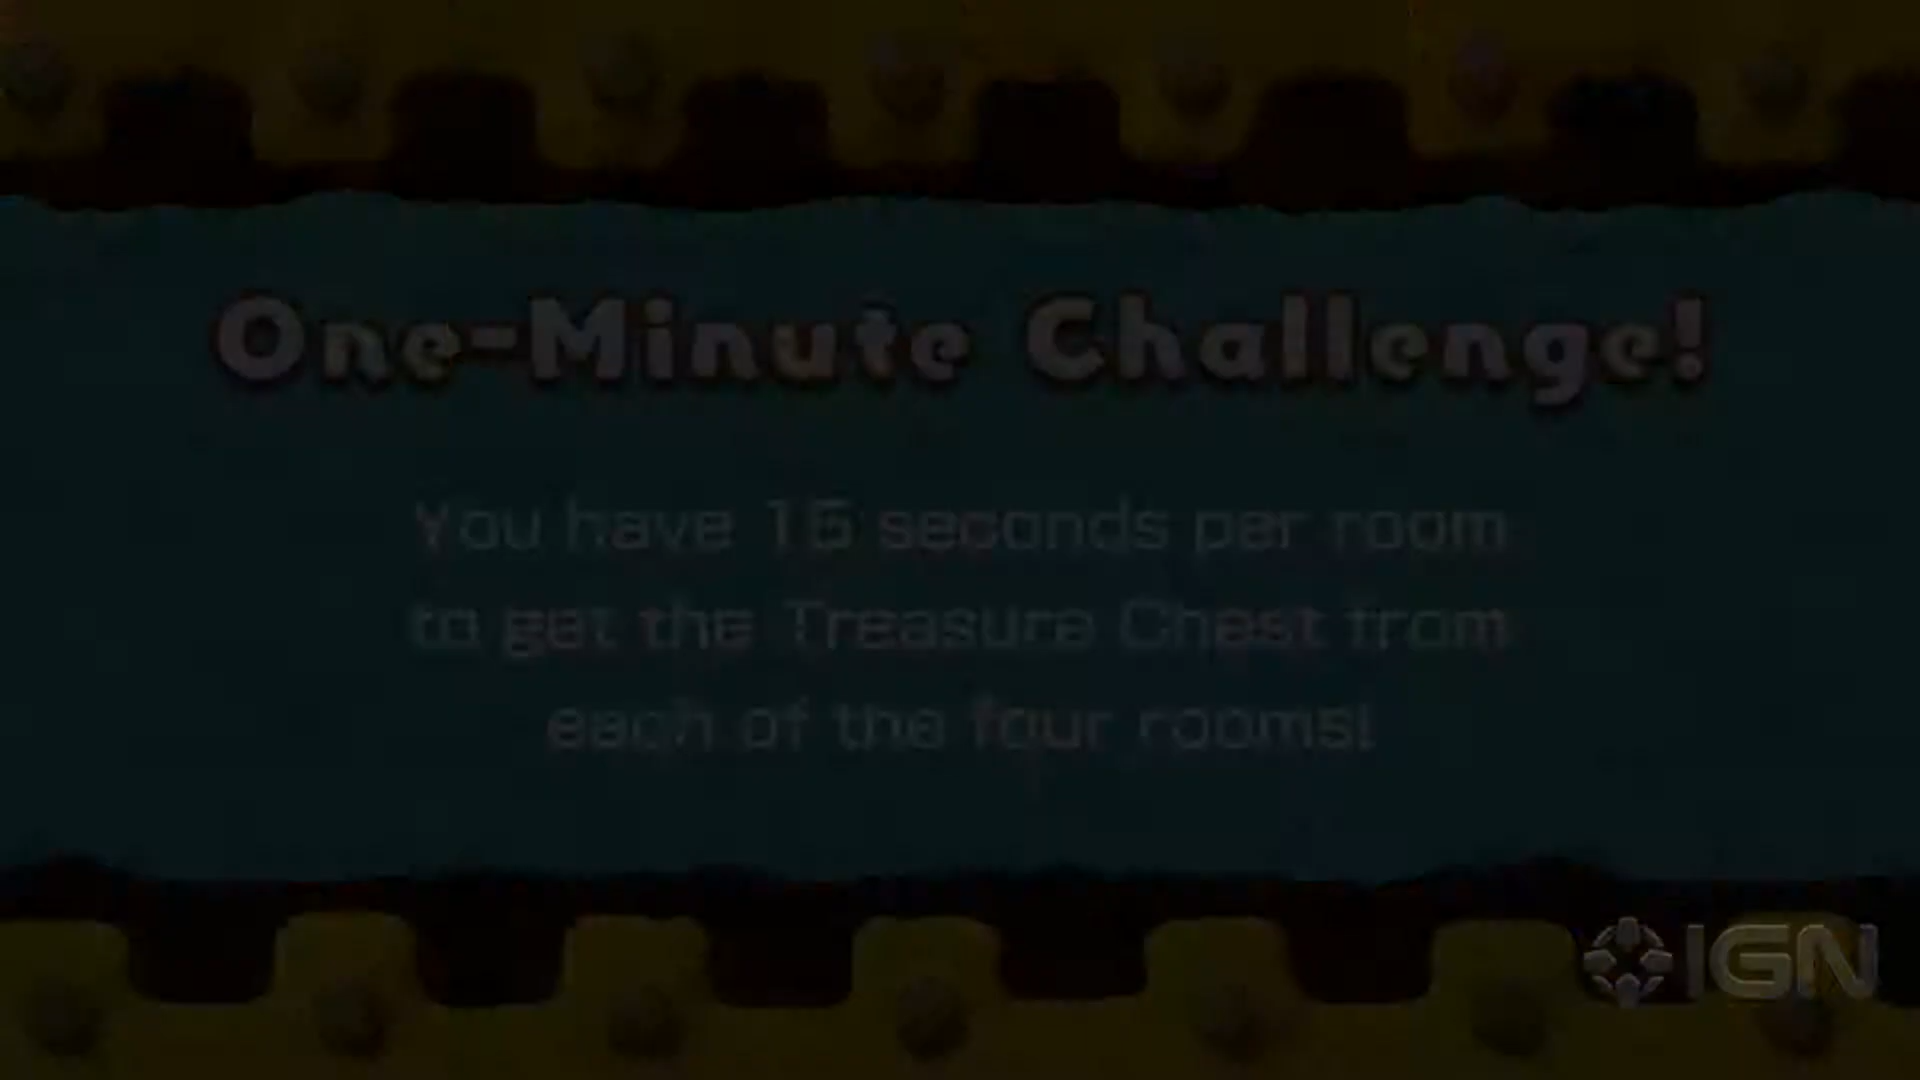 One-Minute Challenge!
You have 15 seconds per room
to get the Treasure Chest from
each of the four rooms!
IGN